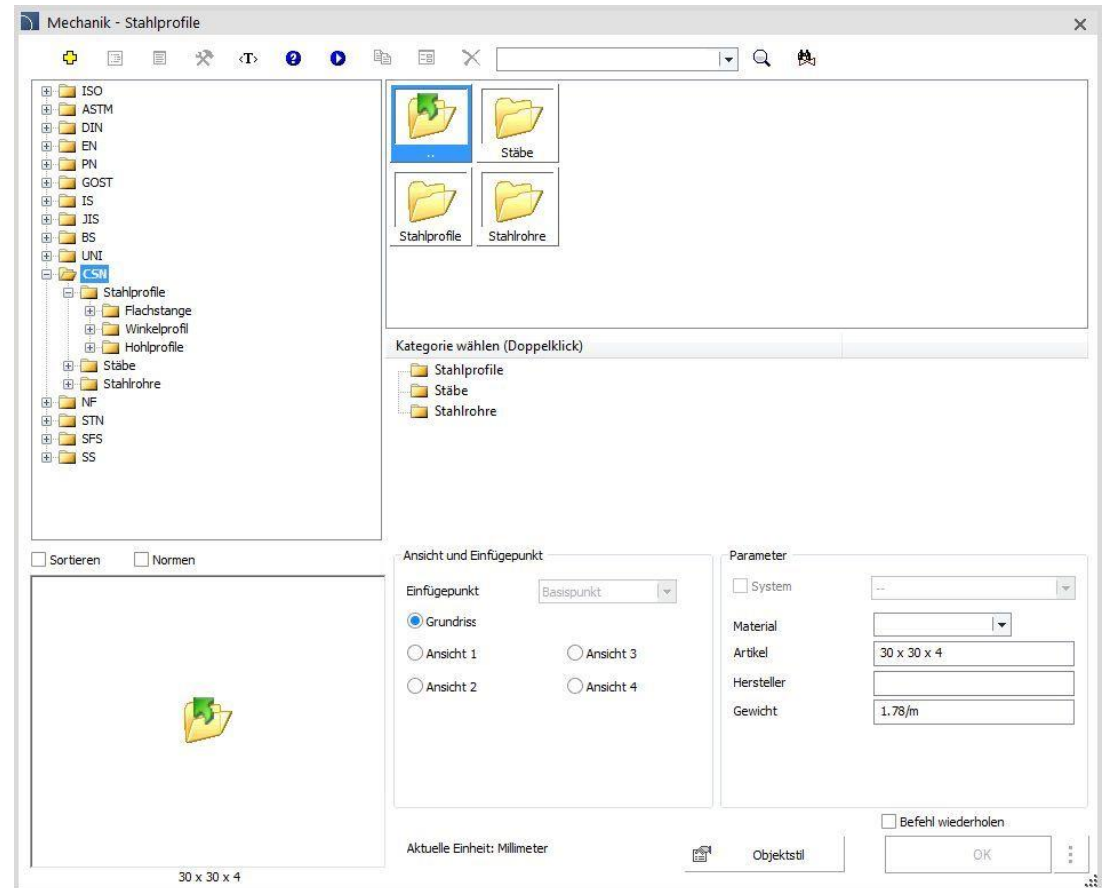 Mechanik - Stahlprofile
<T>
ISO
ASTM
DIN
EN
PN
GOST
IS
JIS
BS
UNI
CSN
Stahlprofile
Flachstange
Winkelprofil
Hohlprofile
Stäbe
Stahlrohre
NF
STN
SFS
SS
..
Stäbe
Stahlprofile
Stahlrohre
Kategorie wählen (Doppelklick)
Stahlprofile
Stäbe
Stahlrohre
Sortieren
Normen
30 x 30 x 4
Ansicht und Einfügepunkt
Einfügepunkt
Basispunkt
Grundriss
Ansicht 1
Ansicht 3
Ansicht 2
Ansicht 4
Parameter
System
--
Material
Artikel
30 x 30 x 4
Hersteller
Gewicht
1.78/m
Befehl wiederholen
Aktuelle Einheit: Millimeter
Objektstil
OK